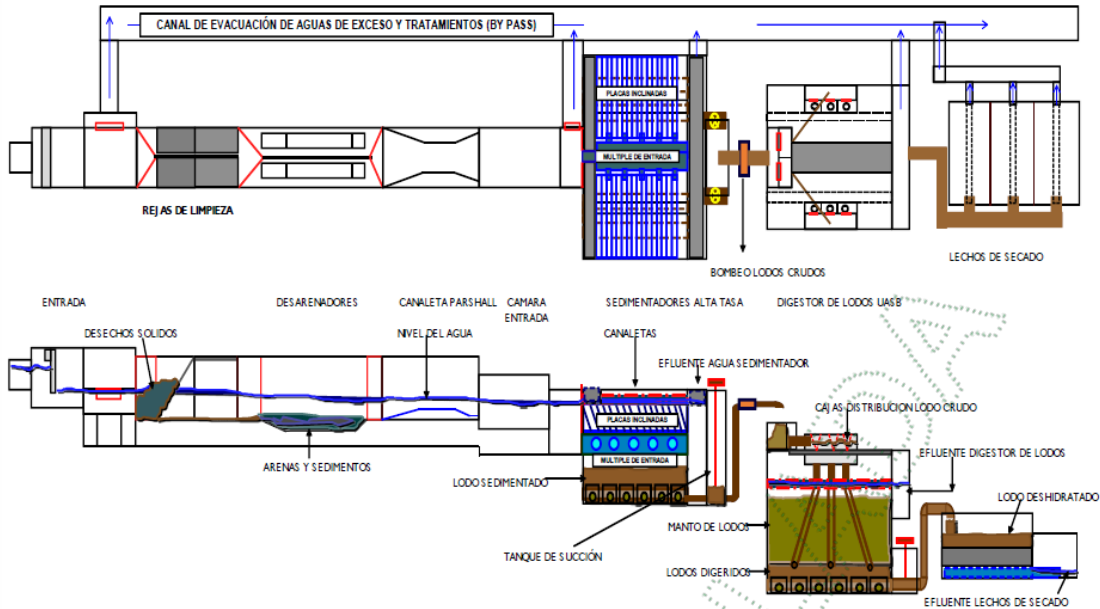 CANAL DE EVACUACIÓN DE AGUAS DE EXCESO Y TRATAMIENTOS (BY PASS)
PLACAS INCLINADAS
MULTIPLE DE ENTRADA
REJAS DE LIMPIEZA
LECHOS DE SECADO
BOMBEO LODOS CRUDOS
ENTRADA
DESARENADORES
CANALETA PARSHALL
CAMARA
ENTRADA
SEDIMENTADORES ALTA TASA
DIGESTOR DE LODOS UASB
DESECHOS SOLIDOS
NIVEL DEL AGUA
CANALETAS
EFLUENTE AGUA SEDIMENTADOR
CAJAS DISTRIBUCION LODO CRUDO
PLACAS INCLINADAS
EFLUENTE DIGESTOR DE LODOS
MULTIPLE DE ENTRADA
ARENAS Y SEDIMENTOS
LODO SEDIMENTADO
LODO DESHIDRATADO
MANTO DE LODOS
TANQUE DE SUCCIÓN
LODOS DIGERIDOS
EFLUENTE LECHOS DE SECADO